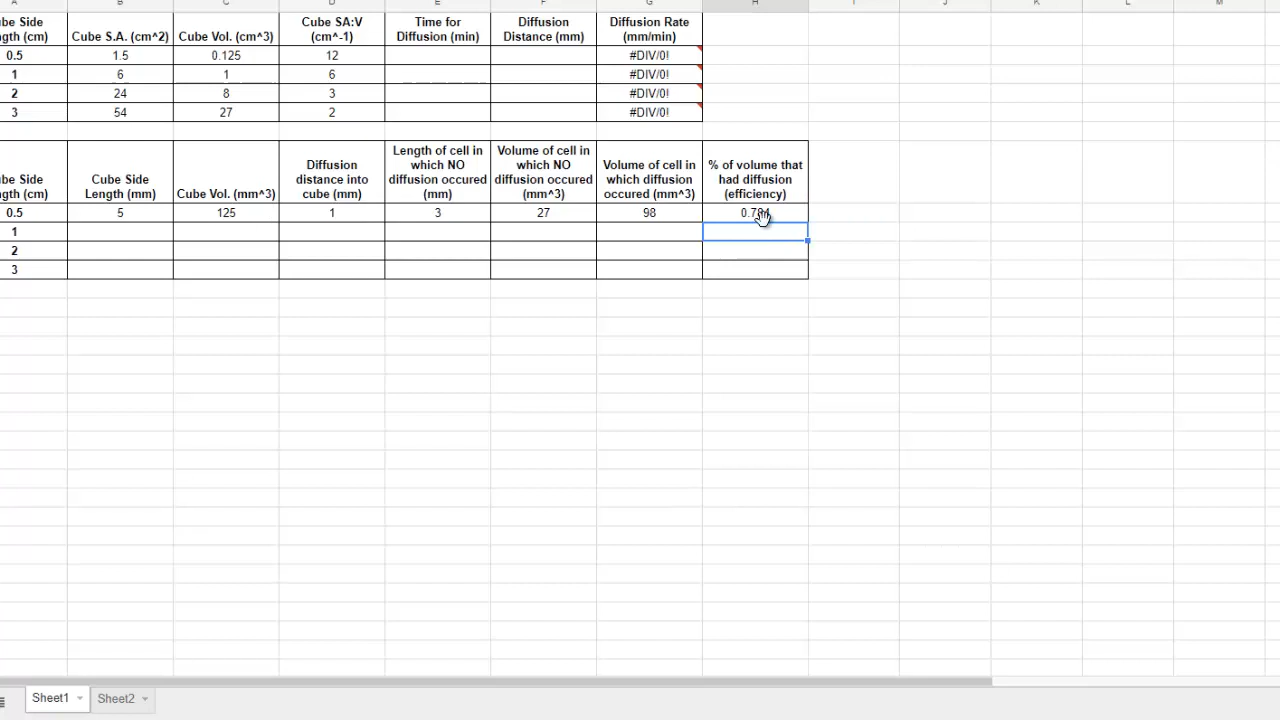 A B C D E F G H I J K L M
be Side ngth (cm) Cube S.A. (cm^2) Cube Vol. (cm^3) Cube SA:V (cm^-1) Time for Diffusion (min) Diffusion Distance (mm) Diffusion Rate (mm/min)
0.5 1.5 0.125 12 #DIV/0!
1 6 1 6 #DIV/0!
2 24 8 3 #DIV/0!
3 54 27 2 #DIV/0!
be Side ngth (cm) Cube Side Length (mm) Cube Vol. (mm^3) Diffusion distance into cube (mm) Length of cell in which NO diffusion occured (mm) Volume of cell in which NO diffusion occured (mm^3) Volume of cell in which diffusion occured (mm^3) % of volume that had diffusion (efficiency)
0.5 5 125 1 3 27 98
1
2
3
Sheet1 Sheet2